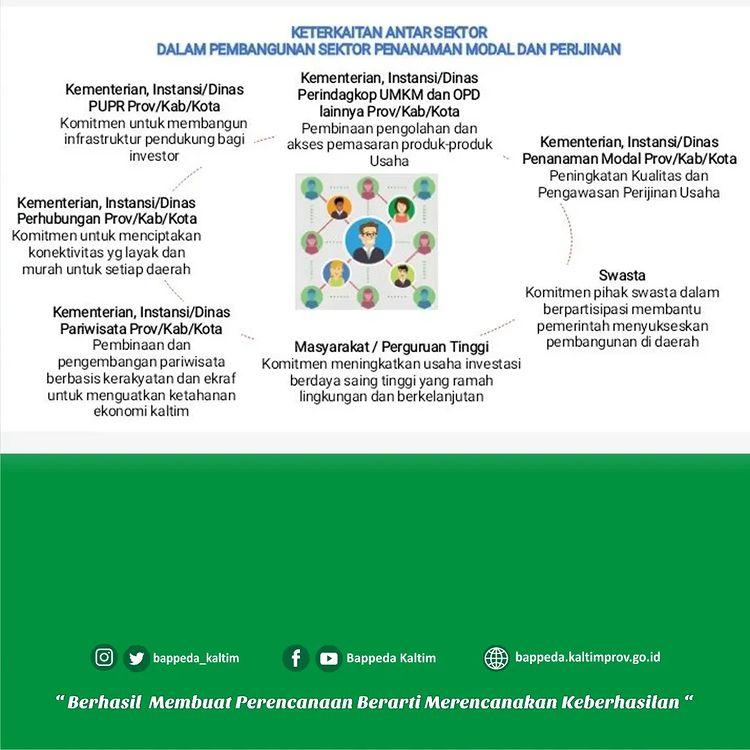 KETERKAITAN ANTAR SEKTOR
DALAM PEMBANGUNAN SEKTOR PENANAMAN MODAL DAN PERIJINAN
Kementerian, Instansi/Dinas
PUPR Prov/Kab/Kota
Komitmen untuk membangun
infrastruktur pendukung bagi
investor
Kementerian, Instansi/Dinas
Perindagkop UMKM dan OPD
lainnya Prov/Kab/Kota
Pembinaan pengolahan dan
akses pemasaran produk-produk
Usaha
Kementerian, Instansi/Dinas
Penanaman Modal Prov/Kab/Kota
Peningkatan Kualitas dan
Pengawasan Perijinan Usaha
Kementerian, Instansi/Dinas
Perhubungan Prov/Kab/Kota
Komitmen untuk menciptakan
konektivitas yg layak dan
murah untuk setiap daerah
Swasta
Komitmen pihak swasta dalam
berpartisipasi membantu
pemerintah menyukseskan
pembangunan di daerah
Kementerian, Instansi/Dinas
Pariwisata Prov/Kab/Kota
Pembinaan dan
pengembangan pariwisata
berbasis kerakyatan dan ekraf
untuk menguatkan ketahanan
ekonomi kaltim
Masyarakat / Perguruan Tinggi
Komitmen meningkatkan usaha investasi
berdaya saing tinggi yang ramah
lingkungan dan berkelanjutan
bappeda_kaltim
Bappeda Kaltim
bappeda.kaltimprov.go.id
“ Berhasil Membuat Perencanaan Berarti Merencanakan Keberhasilan “